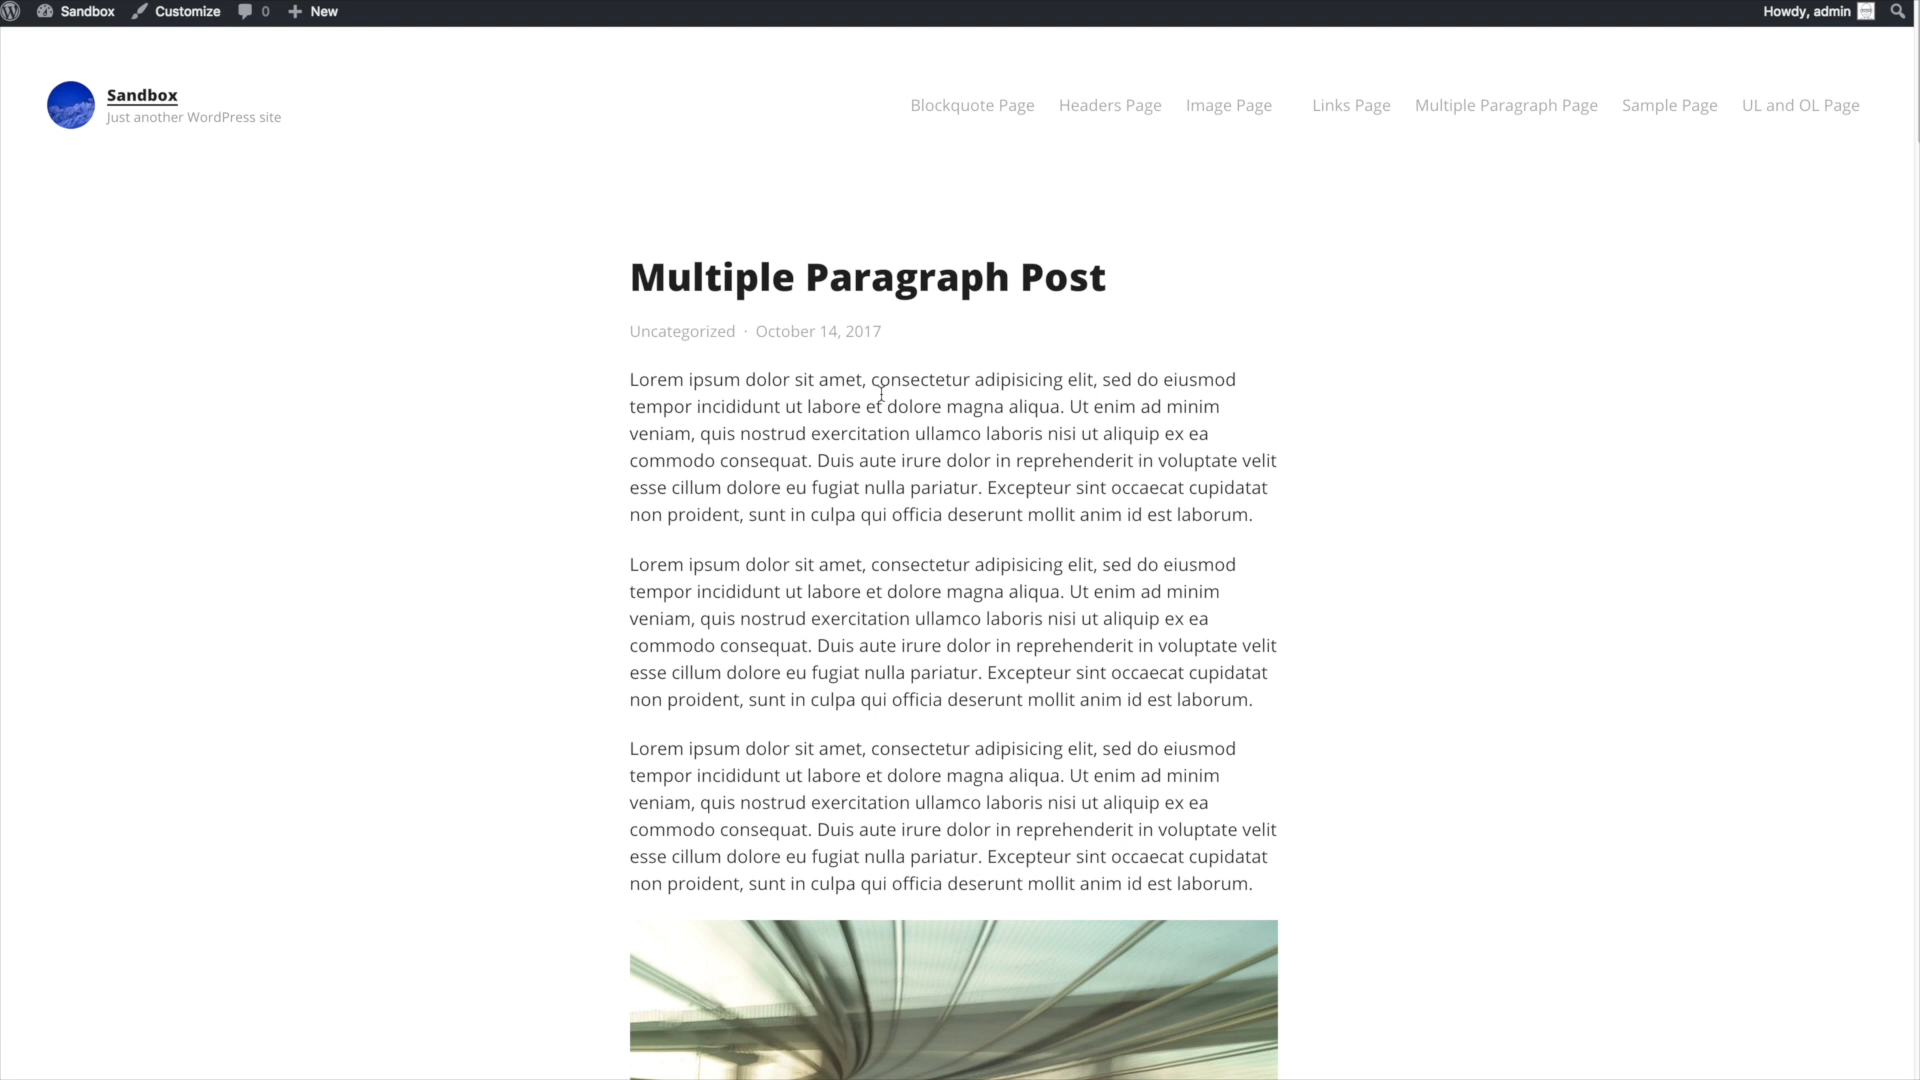 Sandbox Customize 0 New Howdy, admin
Sandbox
Just another WordPress site
Blockquote Page Headers Page Image Page Links Page Multiple Paragraph Page Sample Page UL and OL Page
Multiple Paragraph Post
Uncategorized · October 14, 2017
Lorem ipsum dolor sit amet, consectetur adipisicing elit, sed do eiusmod
tempor incididunt ut labore et dolore magna aliqua. Ut enim ad minim
veniam, quis nostrud exercitation ullamco laboris nisi ut aliquip ex ea
commodo consequat. Duis aute irure dolor in reprehenderit in voluptate velit
esse cillum dolore eu fugiat nulla pariatur. Excepteur sint occaecat cupidatat
non proident, sunt in culpa qui officia deserunt mollit anim id est laborum.
Lorem ipsum dolor sit amet, consectetur adipisicing elit, sed do eiusmod
tempor incididunt ut labore et dolore magna aliqua. Ut enim ad minim
veniam, quis nostrud exercitation ullamco laboris nisi ut aliquip ex ea
commodo consequat. Duis aute irure dolor in reprehenderit in voluptate velit
esse cillum dolore eu fugiat nulla pariatur. Excepteur sint occaecat cupidatat
non proident, sunt in culpa qui officia deserunt mollit anim id est laborum.
Lorem ipsum dolor sit amet, consectetur adipisicing elit, sed do eiusmod
tempor incididunt ut labore et dolore magna aliqua. Ut enim ad minim
veniam, quis nostrud exercitation ullamco laboris nisi ut aliquip ex ea
commodo consequat. Duis aute irure dolor in reprehenderit in voluptate velit
esse cillum dolore eu fugiat nulla pariatur. Excepteur sint occaecat cupidatat
non proident, sunt in culpa qui officia deserunt mollit anim id est laborum.